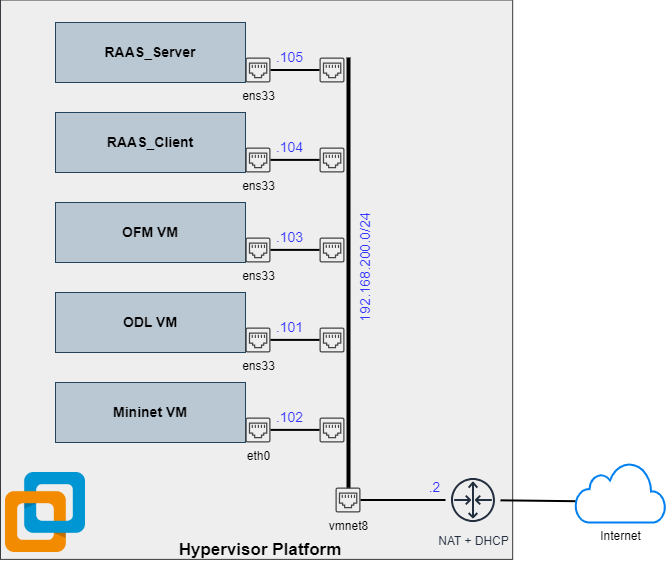 RAAS_Server
.105
ens33
RAAS_Client
.104
ens33
OFM VM
.103
ens33
192.168.200.0/24
ODL VM
.101
ens33
Mininet VM
.102
eth0
.2
vmnet8
NAT + DHCP
Internet
Hypervisor Platform